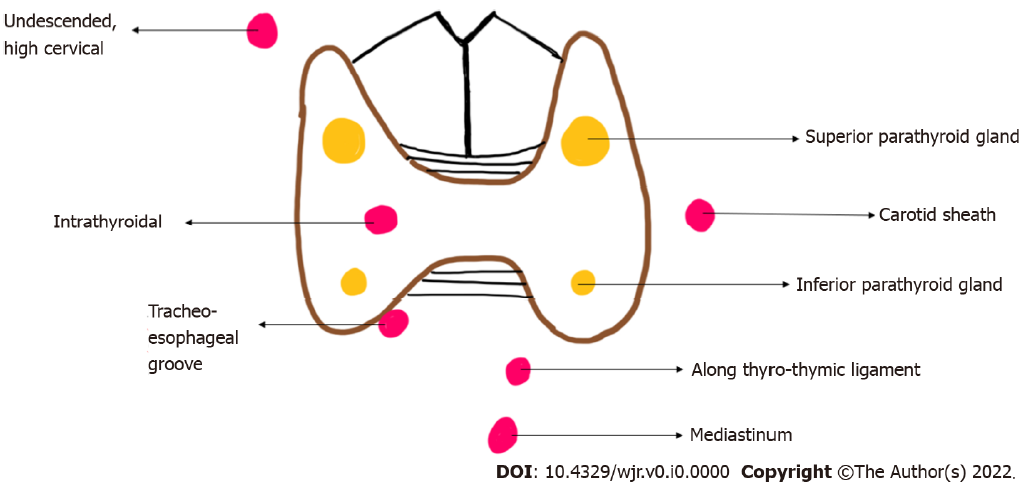 Undescended,
high cervical
Superior parathyroid gland
Intrathyroidal
Carotid sheath
Inferior parathyroid gland
Tracheo-
esophageal
groove
Along thyro-thymic ligament
Mediastinum
DOI: 10.4329/wjr.v0.i0.0000 Copyright ©The Author(s) 2022.